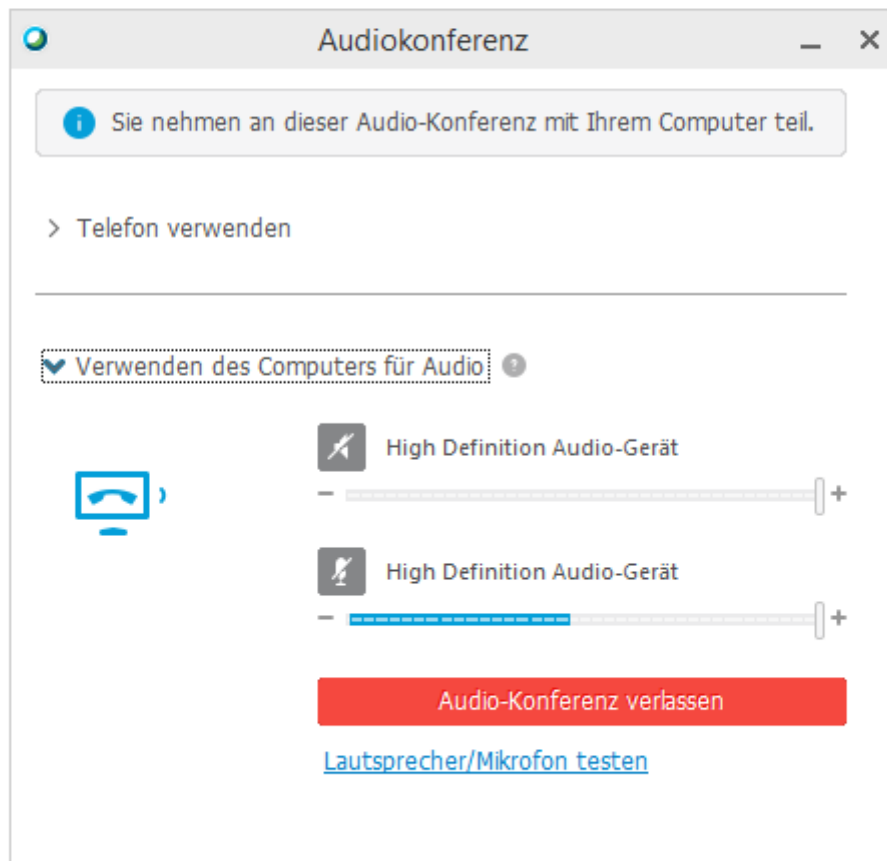 Audiokonferenz
Sie nehmen an dieser Audio-Konferenz mit Ihrem Computer teil.
Telefon verwenden
Verwenden des Computers für Audio
High Definition Audio-Gerät
High Definition Audio-Gerät
Audio-Konferenz verlassen
Lautsprecher/Mikrofon testen